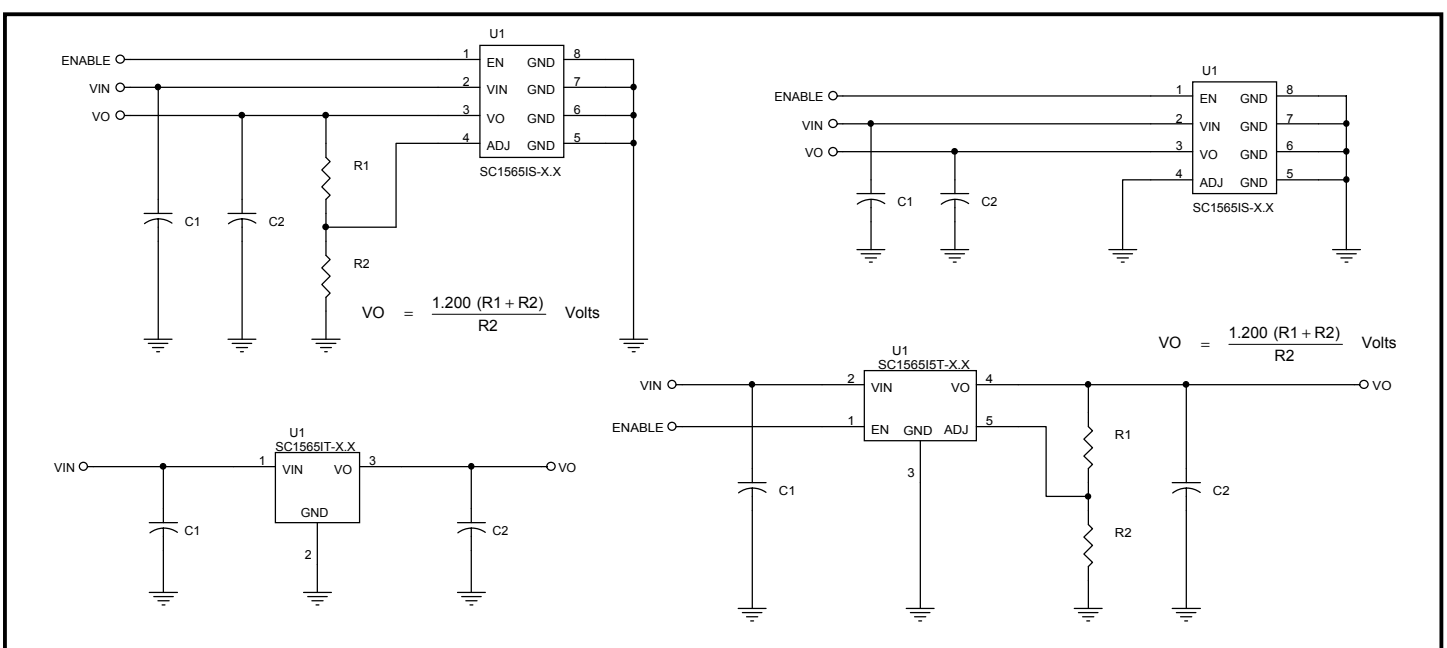 U1
ENABLE 1 EN GND 8
VIN 2 VIN GND 7
VO 3 VO GND 6
4 ADJ GND 5
SC1565IS-X.X
R1
C1 C2
R2
VO = 1.200 (R1 + R2) Volts
R2
U1
ENABLE 1 EN GND 8
VIN 2 VIN GND 7
VO 3 VO GND 6
4 ADJ GND 5
SC1565IS-X.X
C1 C2
U1
SC1565IT-X.X
VIN 1 VIN VO 3 VO
GND
C1 C2
2
VO = 1.200 (R1 + R2) Volts
R2
U1
SC1565I5T-X.X
VIN 2 VIN VO 4 VO
ENABLE 1 EN GND ADJ 5
R1
3
C1 C2
R2